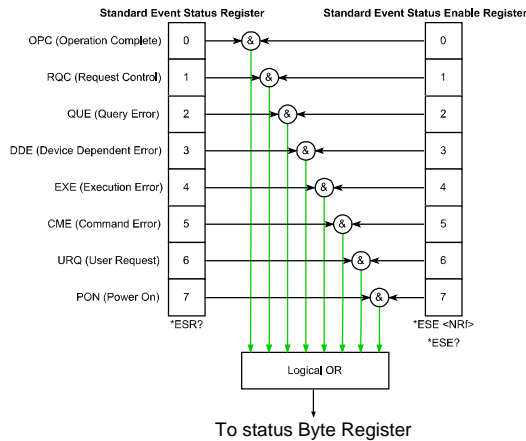 Standard Event Status Register Standard Event Status Enable Register
OPC (Operation Complete) 0 & 0
RQC (Request Control) 1 & 1
QUE (Query Error) 2 & 2
DDE (Device Dependent Error) 3 & 3
EXE (Execution Error) 4 & 4
CME (Command Error) 5 & 5
URQ (User Request) 6 & 6
PON (Power On) 7 & 7
*ESR? *ESE <NRf>
*ESE?
Logical OR
To status Byte Register